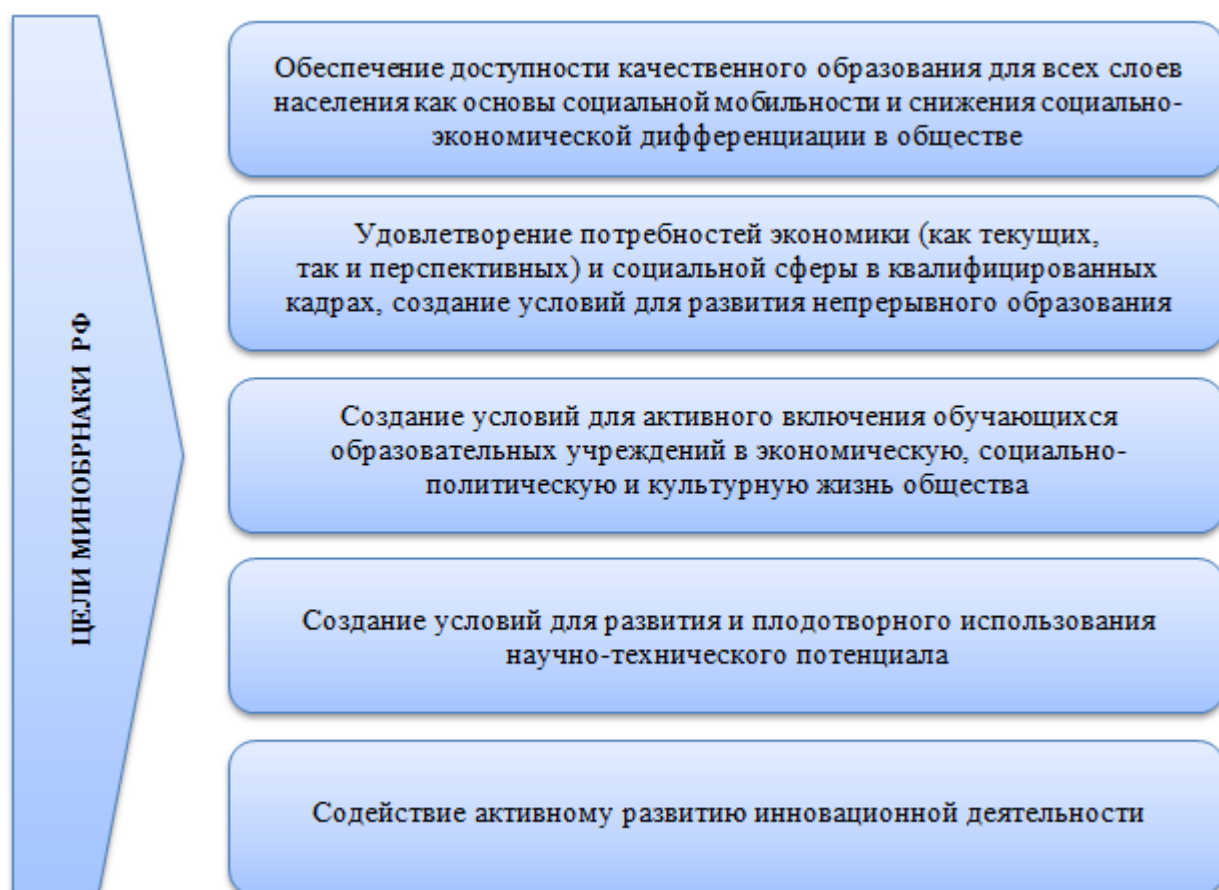 ЦЕЛИ МИНОБРНАКИ РФ
Обеспечение доступности качественного образования для всех слоев
населения как основы социальной мобильности и снижения социально-
экономической дифференциации в обществе
Удовлетворение потребностей экономики (как текущих,
так и перспективных) и социальной сферы в квалифицированных
кадрах, создание условий для развития непрерывного образования
Создание условий для активного включения обучающихся
образовательных учреждений в экономическую, социально-
политическую и культурную жизнь общества
Создание условий для развития и плодотворного использования
научно-технического потенциала
Содействие активному развитию инновационной деятельности